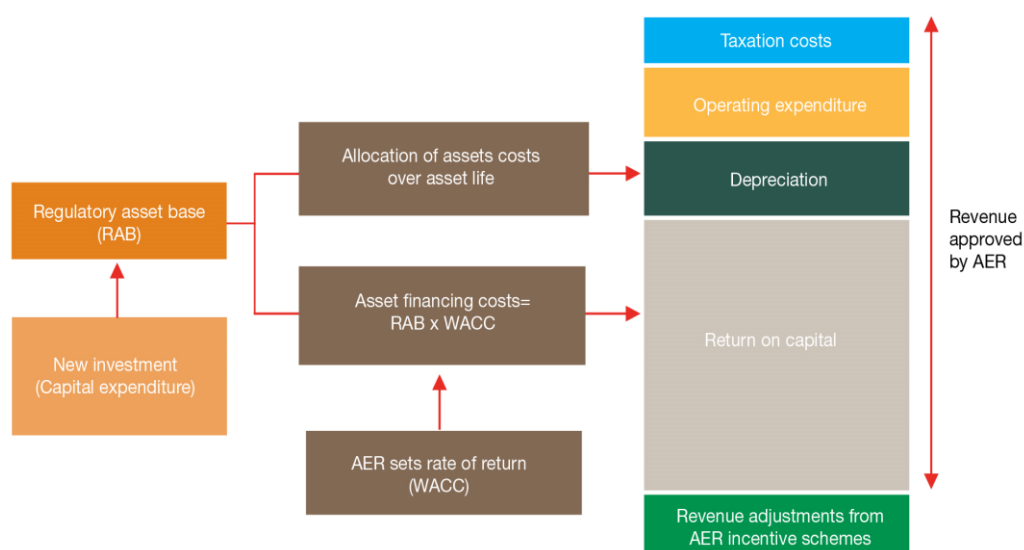 Taxation costs
Operating expenditure
Allocation of assets costs
over asset life
Depreciation
Regulatory asset base
(RAB)
Revenue
approved
by AER
Asset financing costs=
RAB x WACC
Return on capital
New investment
(Capital expenditure)
AER sets rate of return
(WACC)
Revenue adjustments from
AER incentive schemes